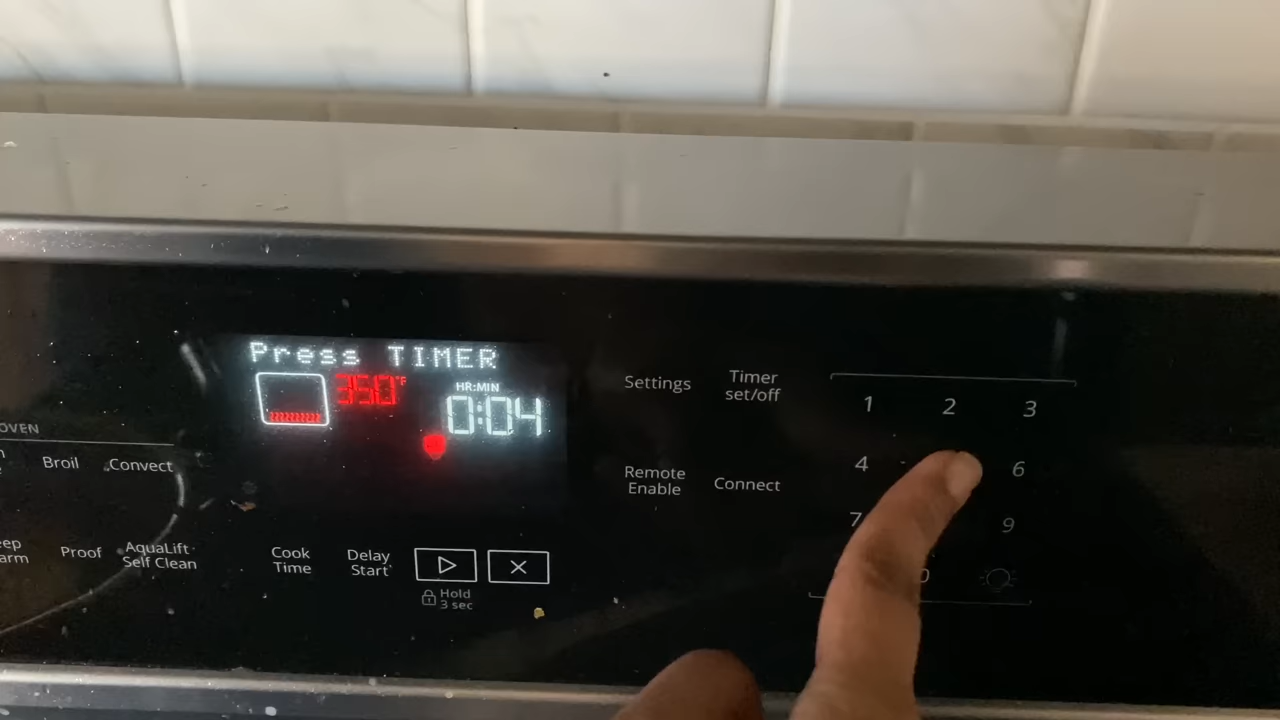 Press TIMER
350°F
HR:MIN
0:04
OVEN
Broil
Convect
Proof
AquaLift
Self Clean
Cook
Time
Delay
Start
Hold
3 sec
Settings
Timer
set/off
Remote
Enable
Connect
1 2 3
4 6
7 9
0